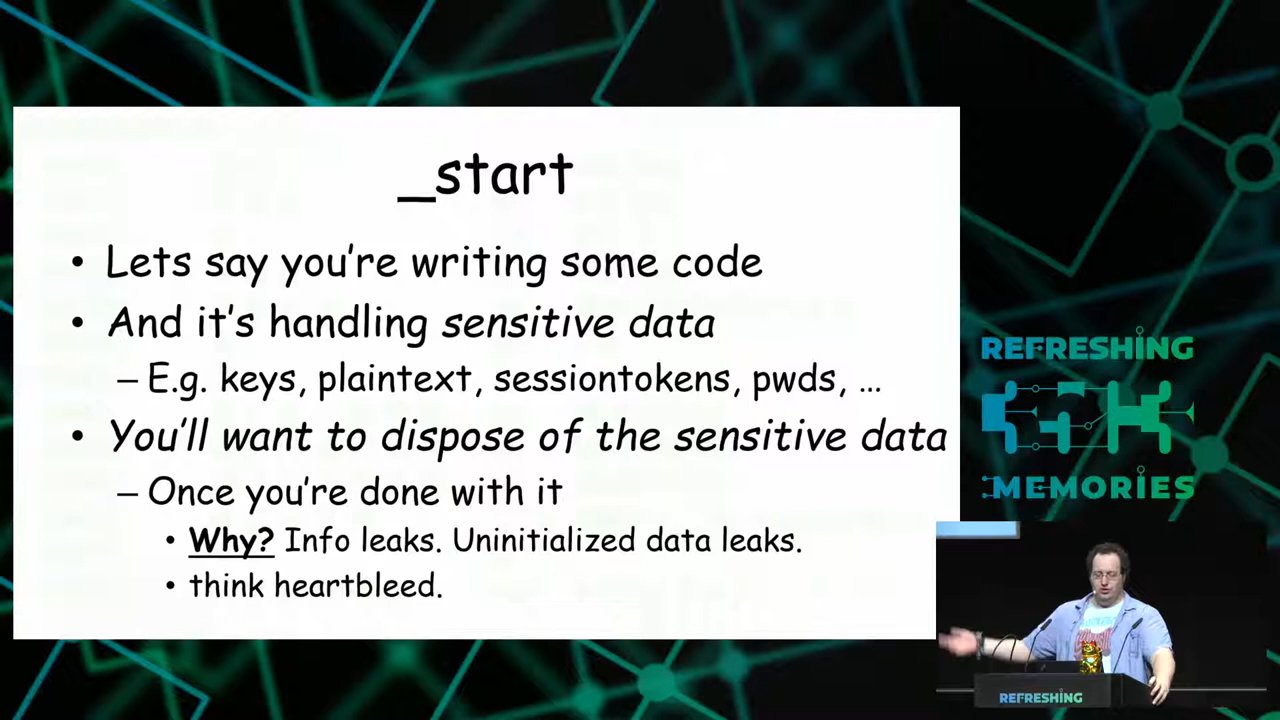 _start
• Lets say you're writing some code
• And it's handling sensitive data
– E.g. keys, plaintext, sessiontokens, pwds, …
• You'll want to dispose of the sensitive data
– Once you're done with it
• Why? Info leaks. Uninitialized data leaks.
• think heartbleed.
REFRESHING
:MEMORIES
REFRESHING